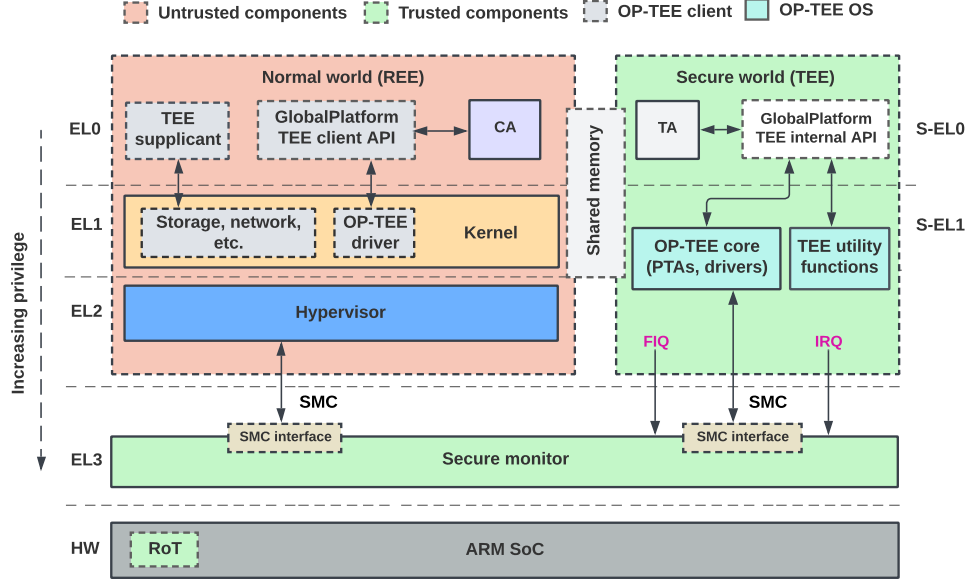 Untrusted components
Trusted components
OP-TEE client
OP-TEE OS
Normal world (REE)
Secure world (TEE)
EL0
TEE
supplicant
GlobalPlatform
TEE client API
CA
Shared memory
TA
GlobalPlatform
TEE internal API
S-EL0
Increasing privilege
EL1
Storage, network,
etc.
OP-TEE
driver
Kernel
OP-TEE core
(PTAs, drivers)
TEE utility
functions
S-EL1
EL2
Hypervisor
FIQ
IRQ
SMC
SMC
SMC interface
SMC interface
EL3
Secure monitor
HW
RoT
ARM SoC